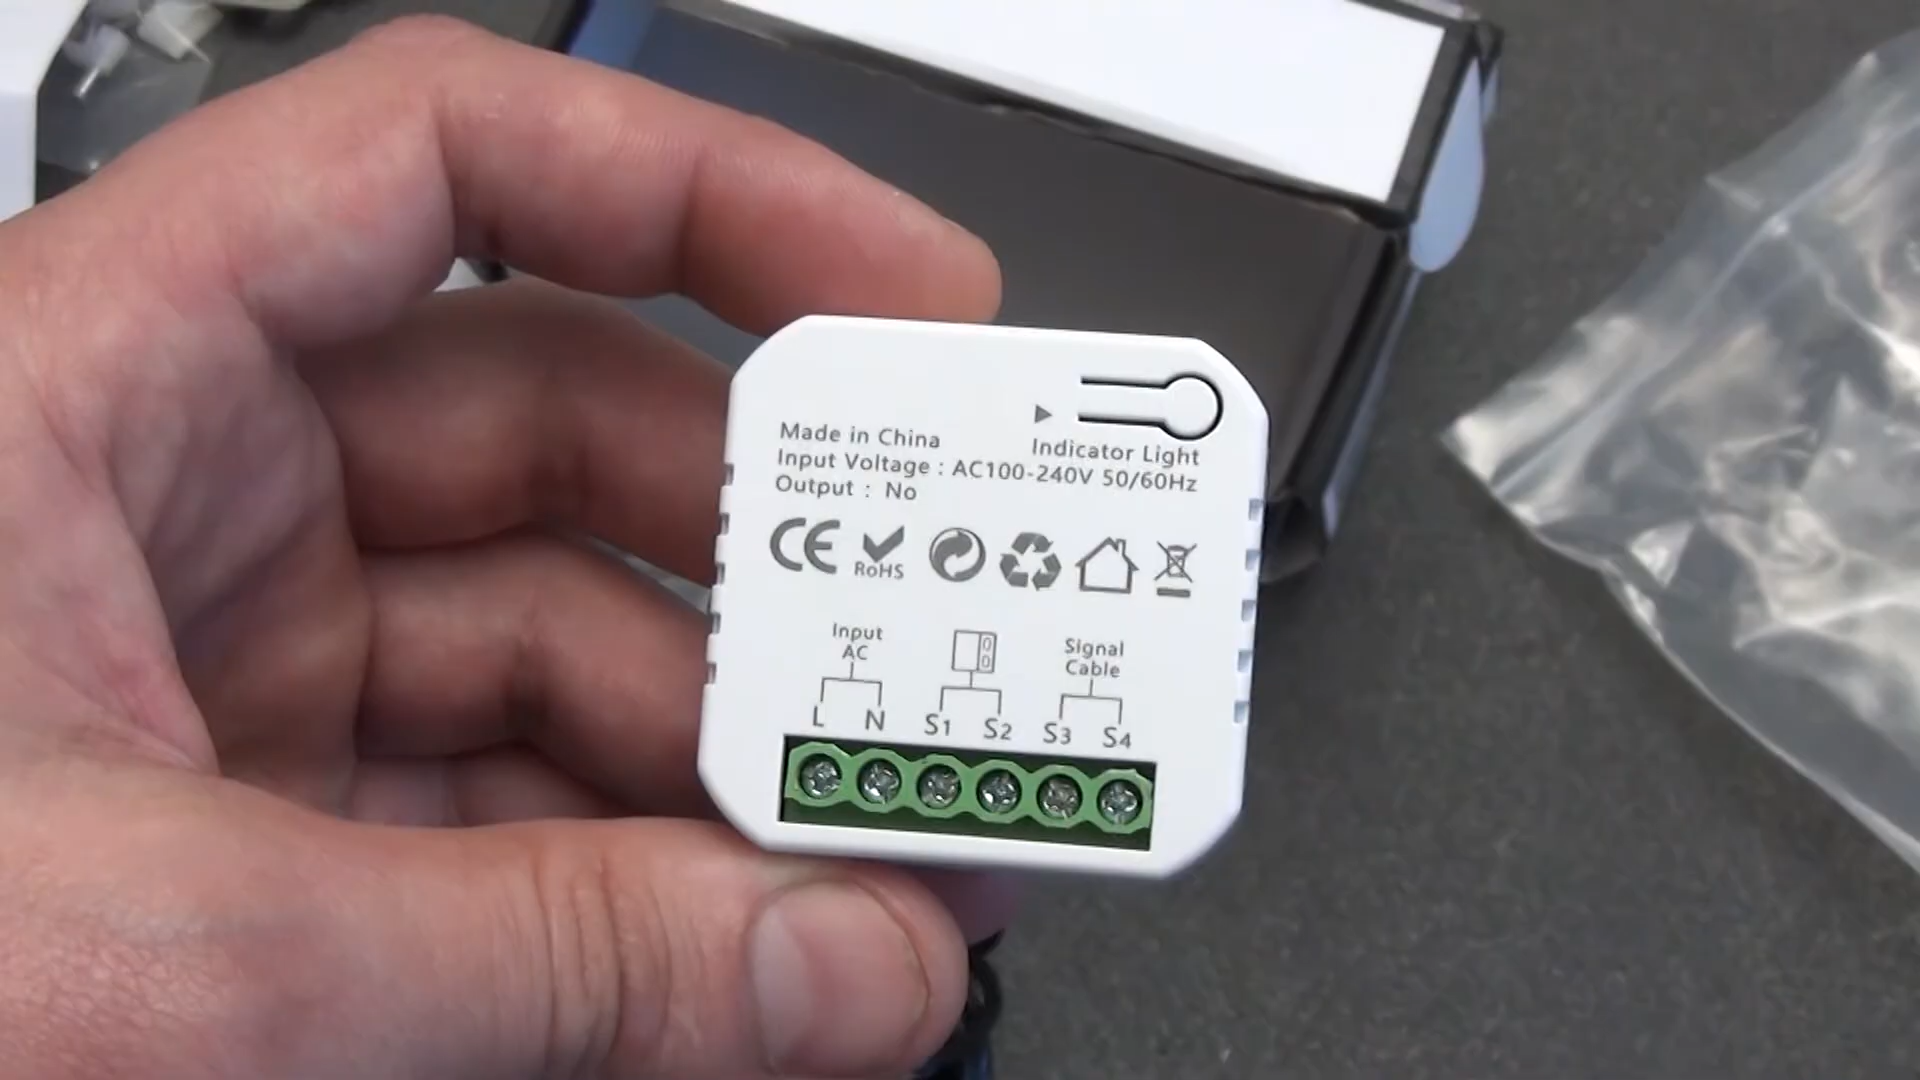 Made in China
Indicator Light
Input Voltage : AC100-240V 50/60Hz
Output : No
CE
RoHS
Input
AC
Signal
Cable
L N S1 S2 S3 S4